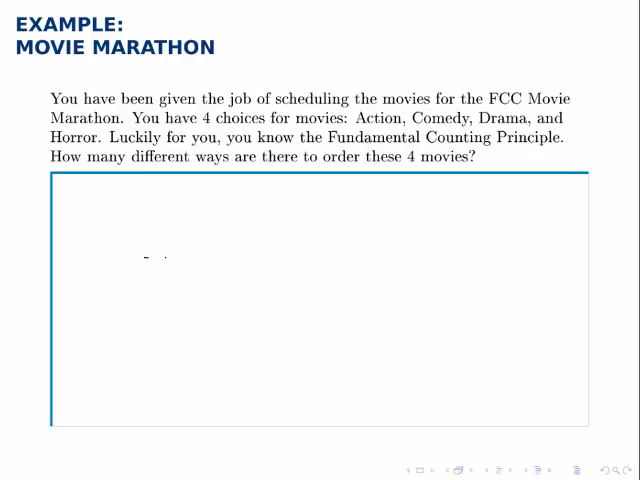 EXAMPLE:
MOVIE MARATHON
You have been given the job of scheduling the movies for the FCC Movie
Marathon. You have 4 choices for movies: Action, Comedy, Drama, and
Horror. Luckily for you, you know the Fundamental Counting Principle.
How many different ways are there to order these 4 movies?